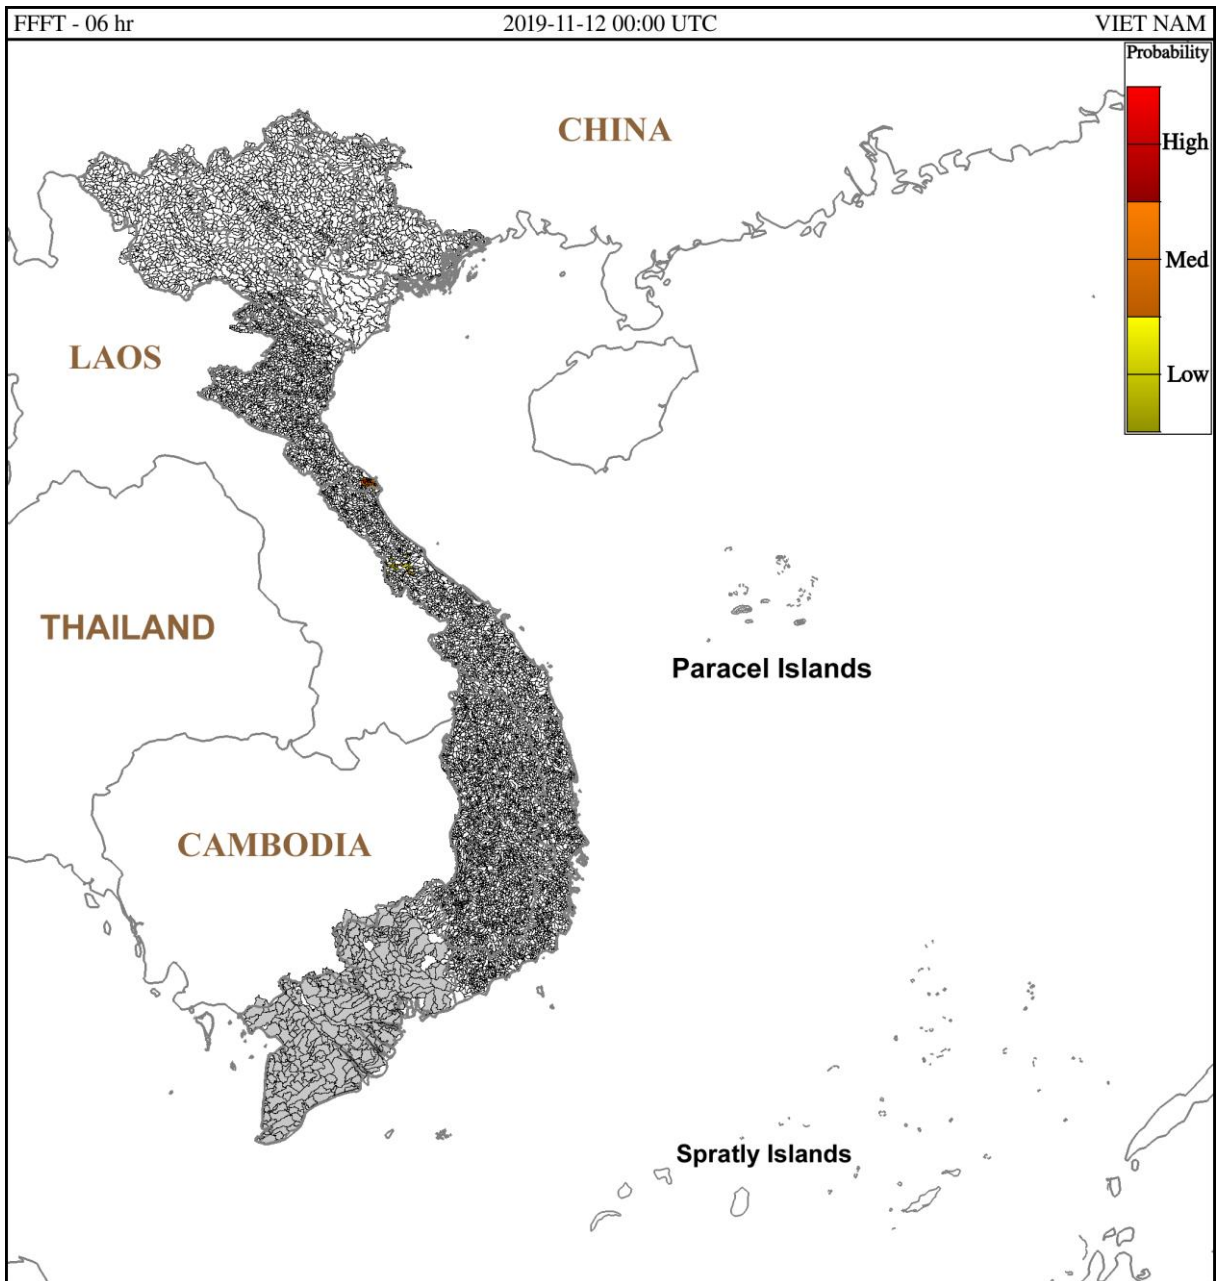 FFFT - 06 hr 2019-11-12 00:00 UTC VIET NAM
Probability
CHINA
High
Med
LAOS
Low
THAILAND
Paracel Islands
CAMBODIA
Spratly Islands